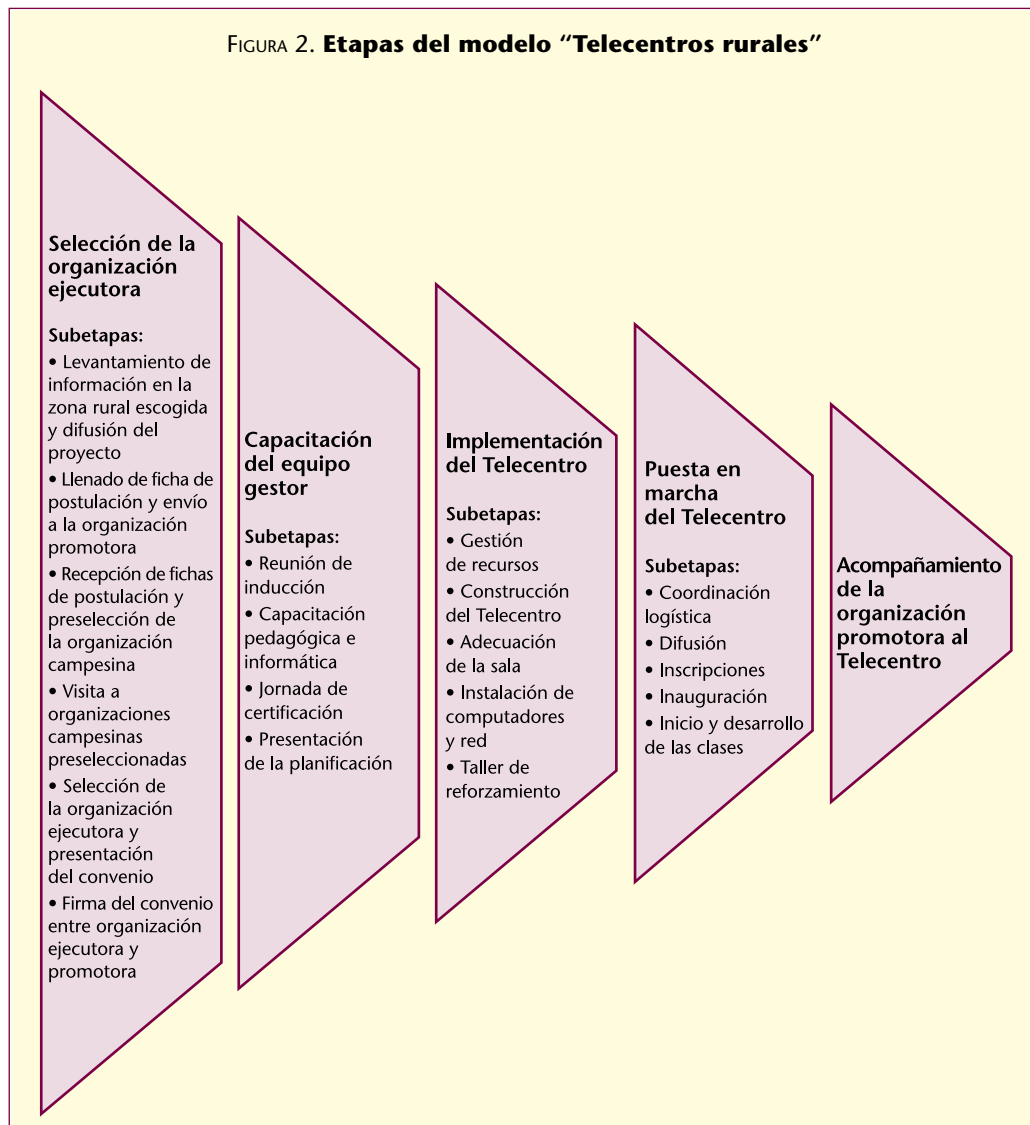 FIGURA 2. Etapas del modelo “Telecentros rurales”
Selección de la
organización
ejecutora
Subetapas:
• Levantamiento de
información en la
zona rural escogida
y difusión del
proyecto
• Llenado de ficha de
postulación y envío
a la organización
promotora
• Recepción de fichas
de postulación y
preselección de
la organización
campesina
• Visita a
organizaciones
campesinas
preseleccionadas
• Selección de
la organización
ejecutora y
presentación
del convenio
• Firma del convenio
entre organización
ejecutora y
promotora
Capacitación
del equipo
gestor
Subetapas:
• Reunión de
inducción
• Capacitación
pedagógica e
informática
• Jornada de
certificación
• Presentación
de la planificación
Implementación
del Telecentro
Subetapas:
• Gestión
de recursos
• Construcción
del Telecentro
• Adecuación
de la sala
• Instalación de
computadores
y red
• Taller de
reforzamiento
Puesta en
marcha
del Telecentro
Subetapas:
• Coordinación
logística
• Difusión
• Inscripciones
• Inauguración
• Inicio y desarrollo
de las clases
Acompañamiento
de la
organización
promotora al
Telecentro